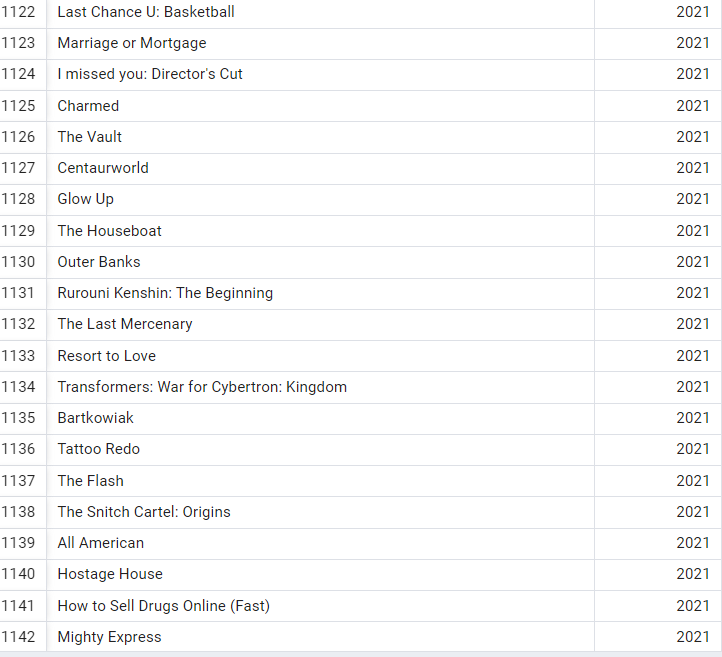 1122 Last Chance U: Basketball 2021
1123 Marriage or Mortgage 2021
1124 I missed you: Director's Cut 2021
1125 Charmed 2021
1126 The Vault 2021
1127 Centaurworld 2021
1128 Glow Up 2021
1129 The Houseboat 2021
1130 Outer Banks 2021
1131 Rurouni Kenshin: The Beginning 2021
1132 The Last Mercenary 2021
1133 Resort to Love 2021
1134 Transformers: War for Cybertron: Kingdom 2021
1135 Bartkowiak 2021
1136 Tattoo Redo 2021
1137 The Flash 2021
1138 The Snitch Cartel: Origins 2021
1139 All American 2021
1140 Hostage House 2021
1141 How to Sell Drugs Online (Fast) 2021
1142 Mighty Express 2021